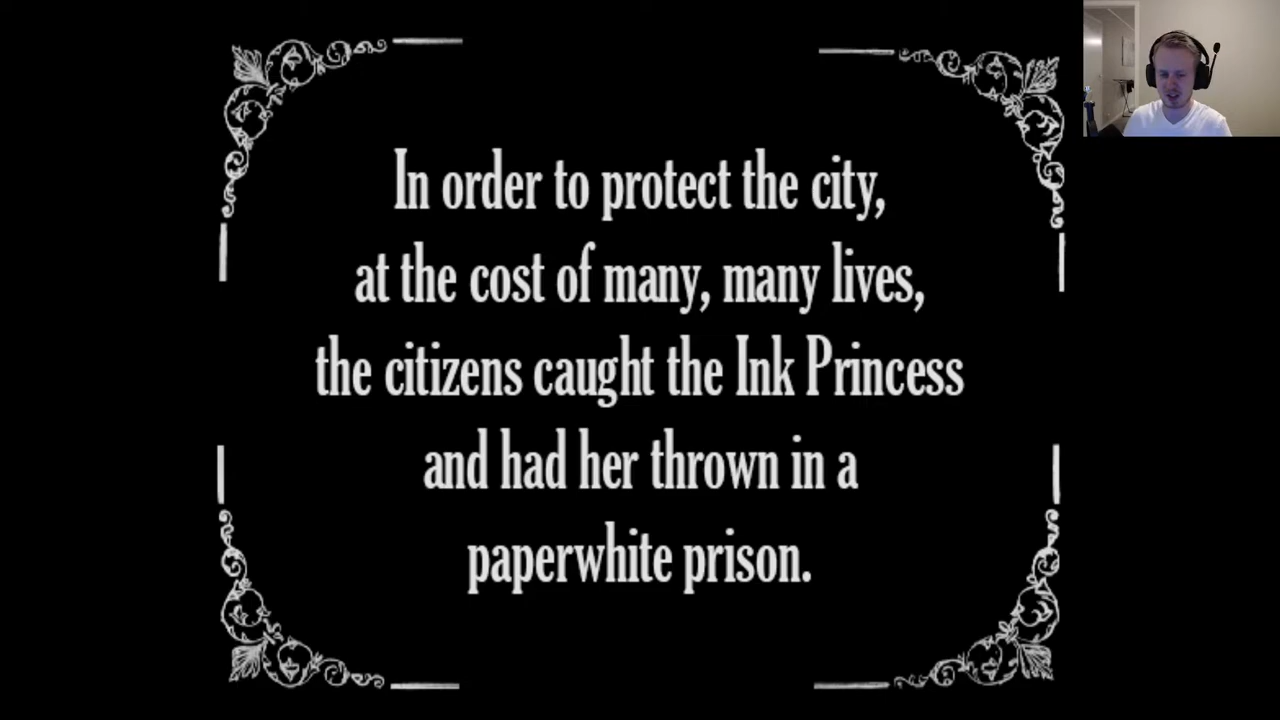 In order to protect the city,
at the cost of many, many lives,
the citizens caught the Ink Princess
and had her thrown in a
paperwhite prison.